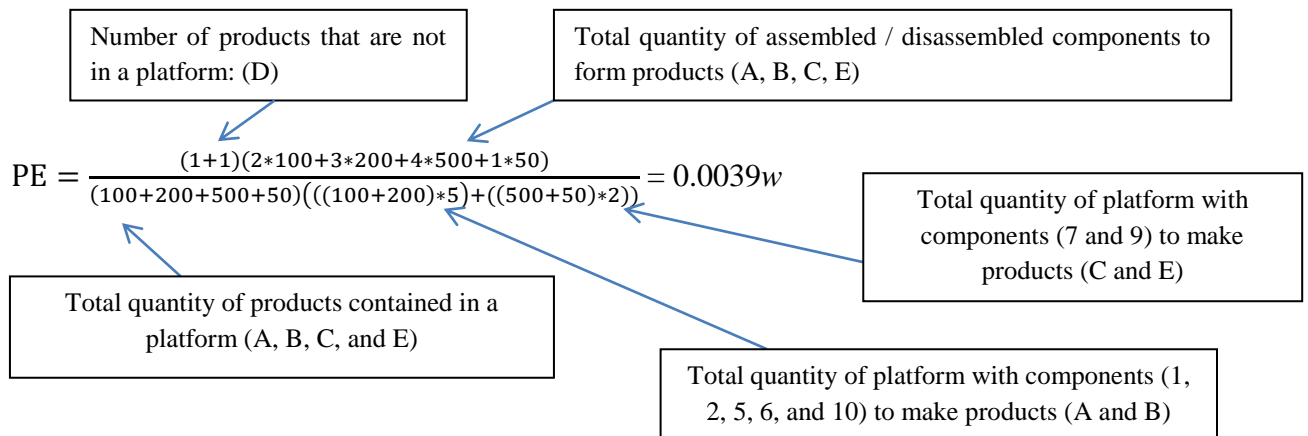 Number of products that are not
in a platform: (D)
Total quantity of assembled / disassembled components to
form products (A, B, C, E)
PE = (1+1)(2*100+3*200+4*500+1*50) / (100+200+500+50)(((100+200)*5)+((500+50)*2)) = 0.0039w
Total quantity of platform with
components (7 and 9) to make
products (C and E)
Total quantity of products contained in a
platform (A, B, C, and E)
Total quantity of platform with components (1,
2, 5, 6, and 10) to make products (A and B)